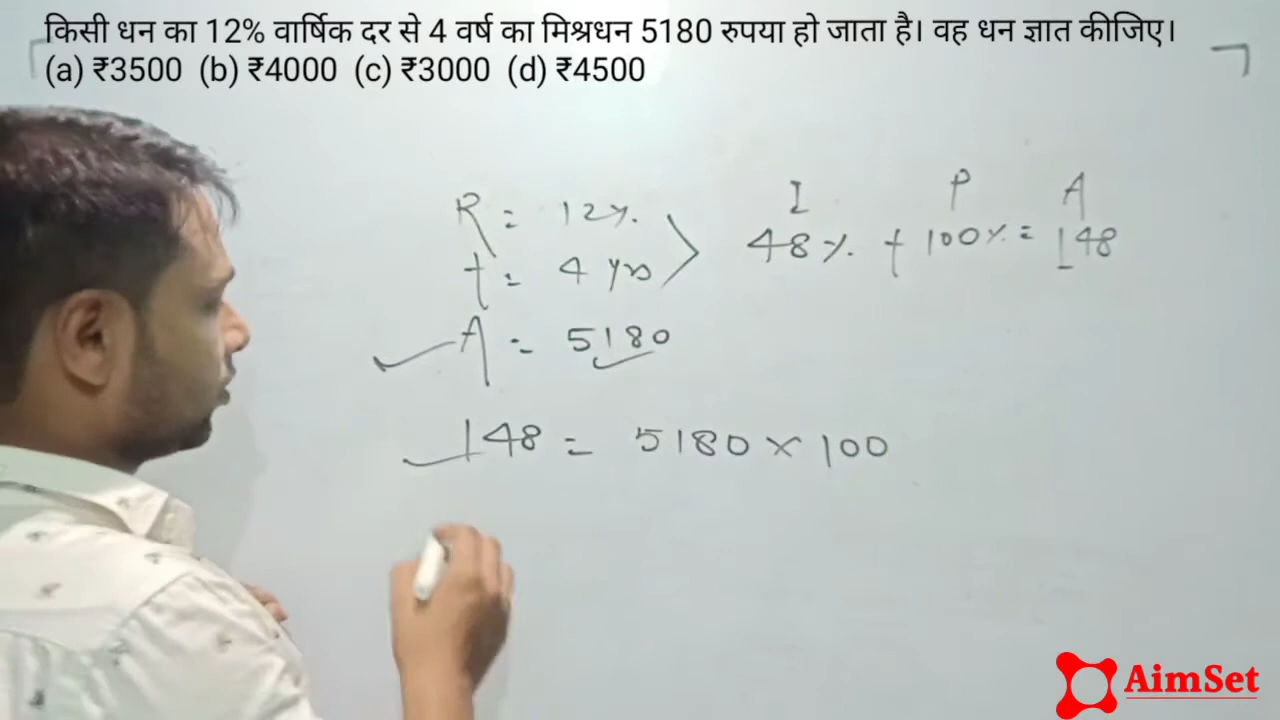 किसी धन का 12% वार्षिक दर से 4 वर्ष का मिश्रधन 5180 रुपया हो जाता है। वह धन ज्ञात कीजिए।
(a) ₹3500 (b) ₹4000 (c) ₹3000 (d) ₹4500
I P A
R = 12%
48% + 100% = 148
t = 4 yrs
A = 5180
148 = 5180 × 100
AimSet